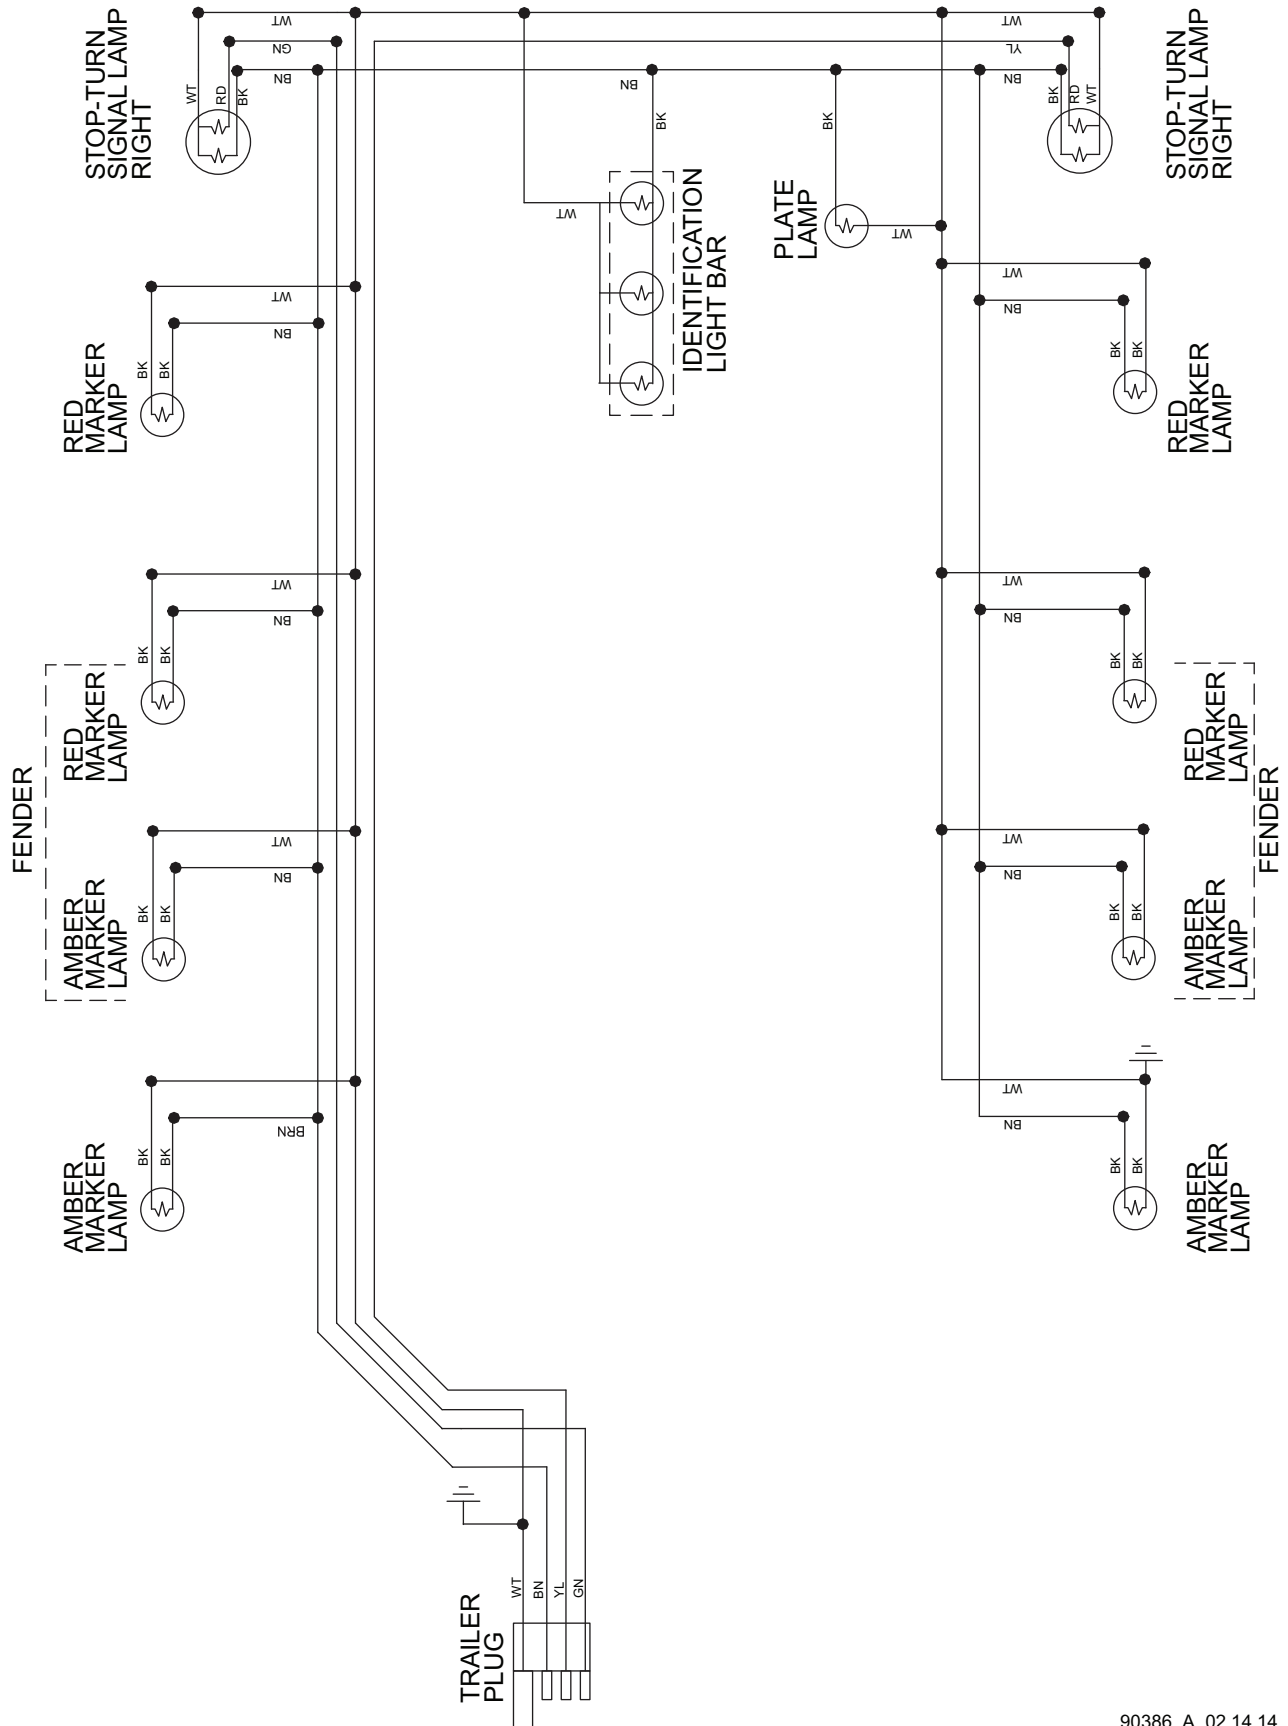 WT
WT
GN
YL
BN
BN
BN
STOP-TURN
SIGNAL LAMP
RIGHT
WT
RD
BK
BK
BK
BK
RD
WT
STOP-TURN
SIGNAL LAMP
RIGHT
WT
IDENTIFICATION
LIGHT BAR
PLATE
LAMP
WT
WT
BN
BK
BK
RED
MARKER
LAMP
WT
BN
BK
BK
RED
MARKER
LAMP
WT
BN
BK
BK
WT
BN
BK
BK
FENDER
RED
MARKER
LAMP
RED
MARKER
LAMP
FENDER
WT
BN
BK
BK
AMBER
MARKER
LAMP
WT
BN
BK
BK
AMBER
MARKER
LAMP
BRN
BK
BK
AMBER
MARKER
LAMP
WT
BN
BK
BK
AMBER
MARKER
LAMP
TRAILER
PLUG
WT
BN
YL
GN
90386_A_02.14.14